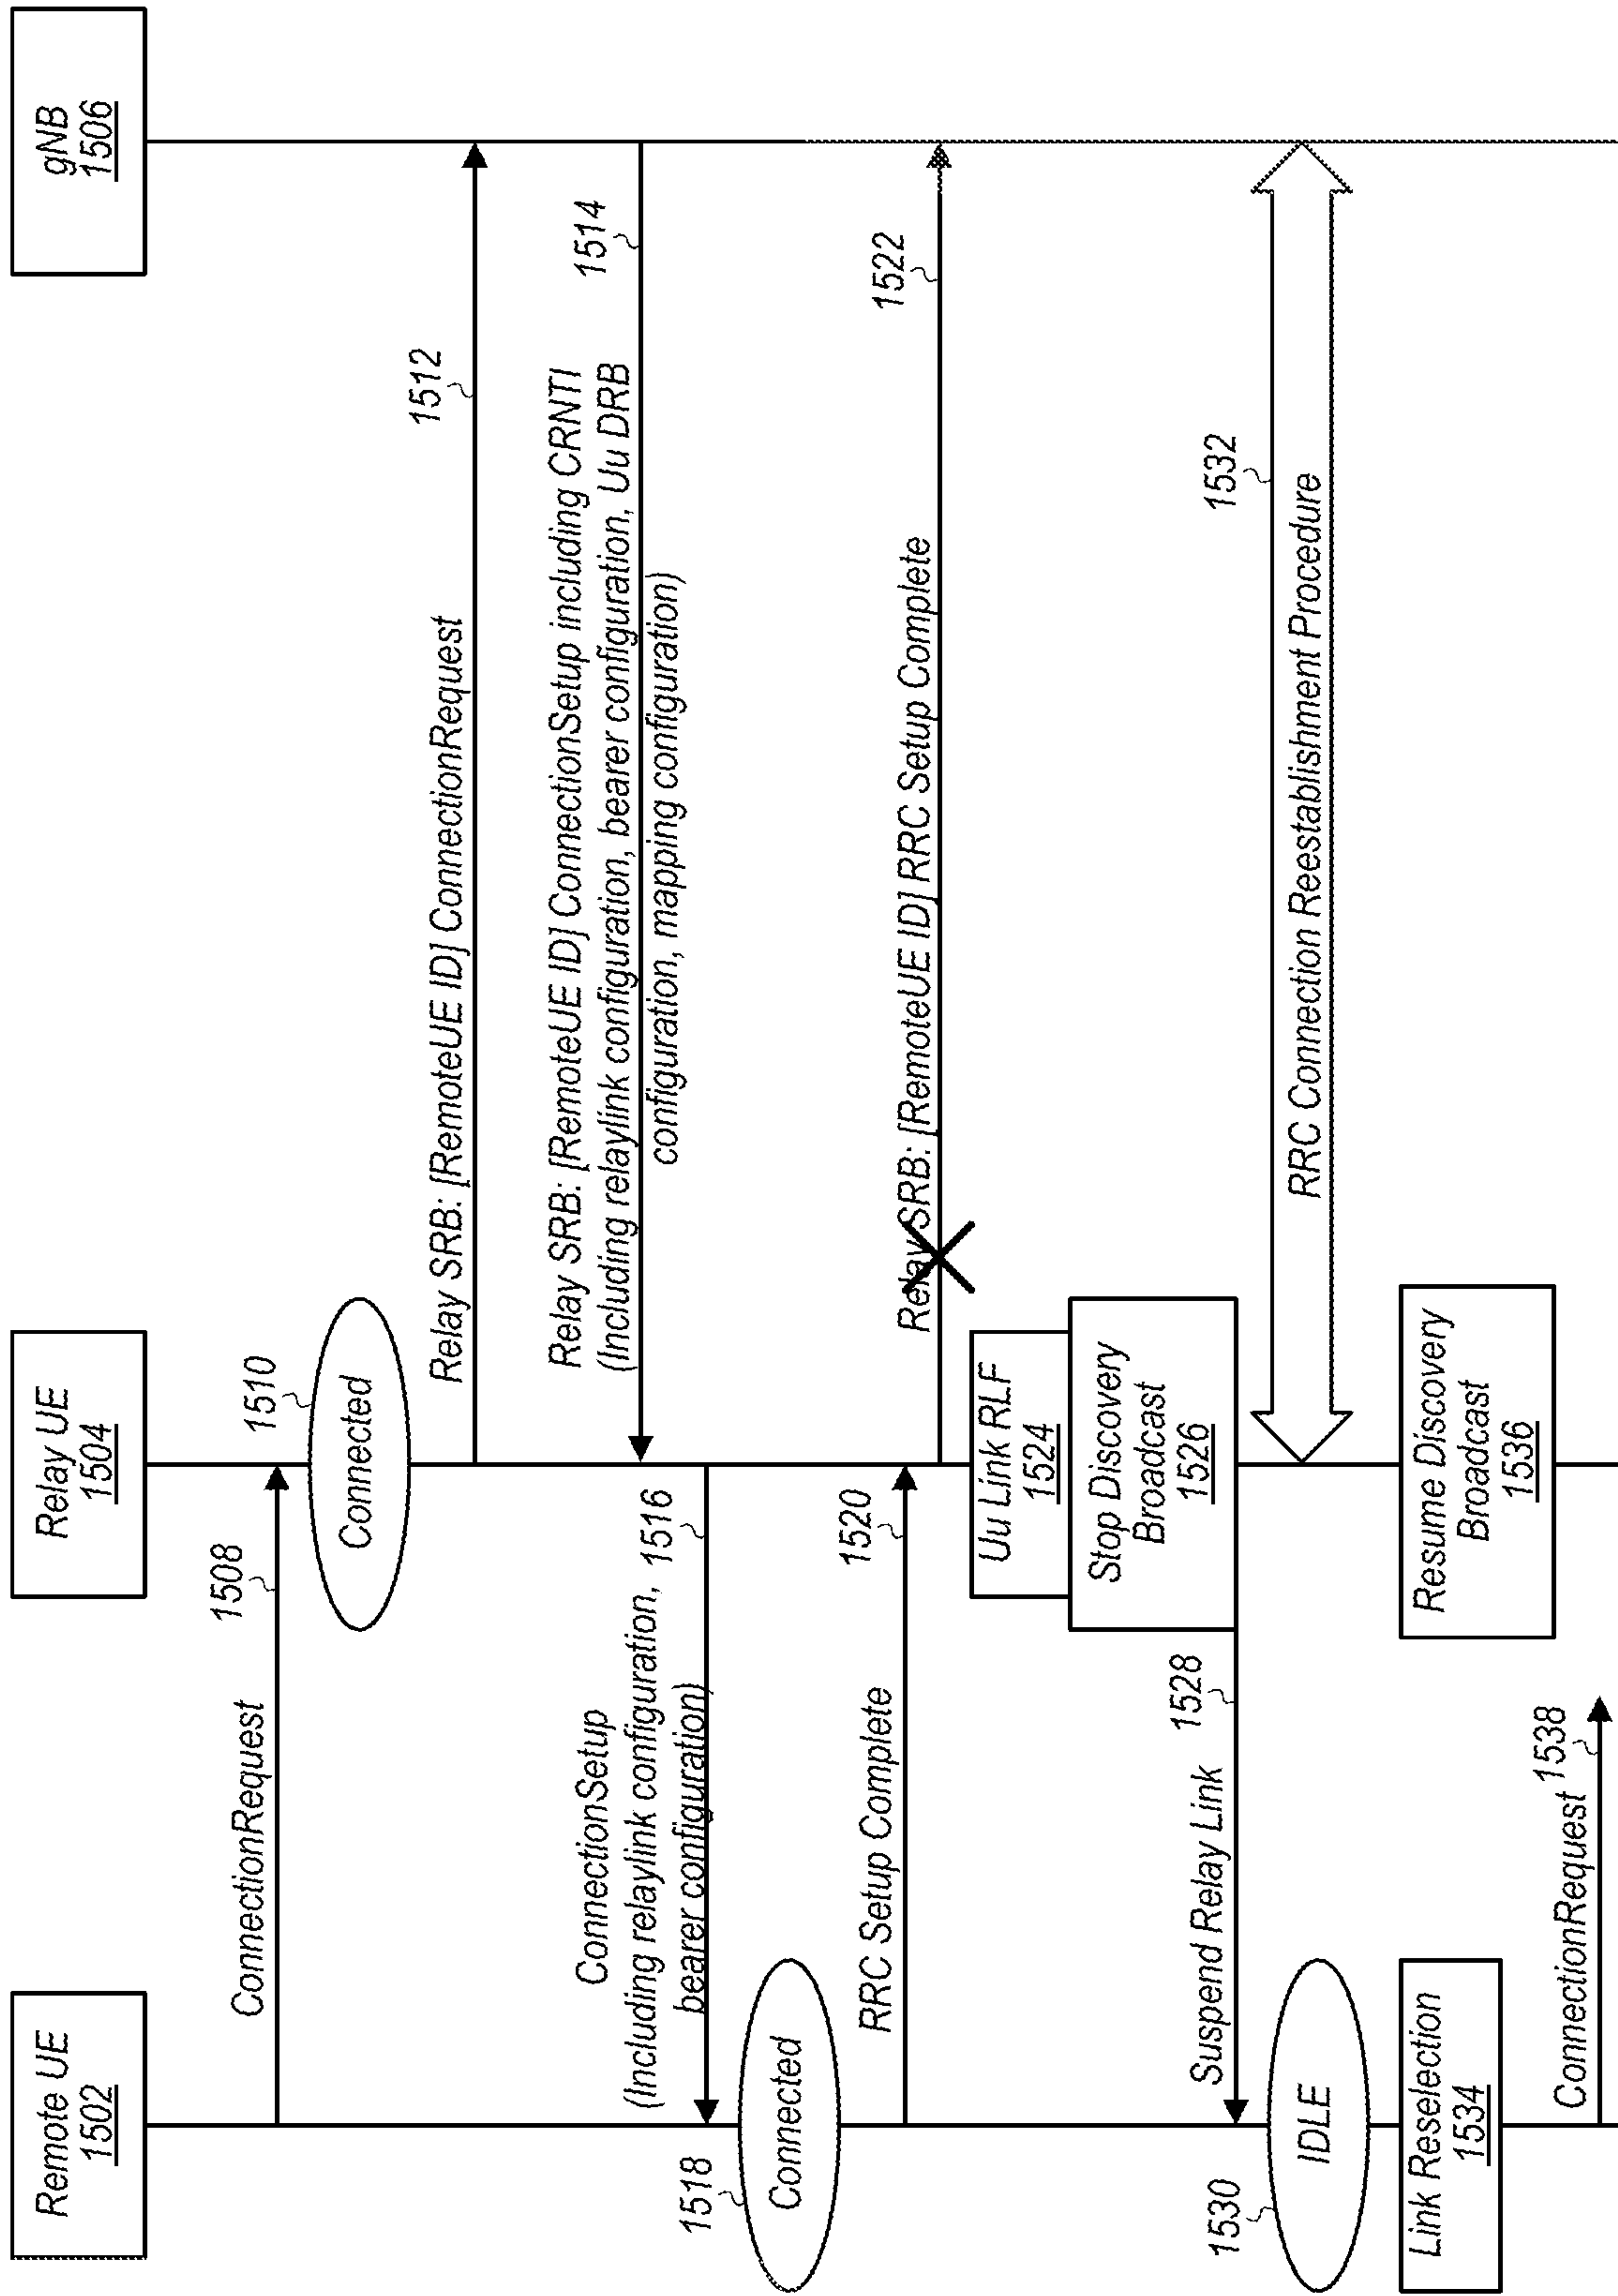 Remote UE
1502
Relay UE
1504
gNB
1506
1508
ConnectionRequest
1510
Connected
1512
Relay SRB: [RemoteUE ID] ConnectionRequest
1514
Relay SRB: [RemoteUE ID] ConnectionSetup including CRNTI
(Including relaylink configuration, bearer configuration, Uu DRB
configuration, mapping configuration)
ConnectionSetup
(Including relaylink configuration,
bearer configuration)
1516
1518
Connected
1520
RRC Setup Complete
1522
Relay SRB: [RemoteUE ID] RRC Setup Complete
Uu Link RLF
1524
Stop Discovery
Broadcast
1526
1528
Suspend Relay Link
1530
IDLE
1532
RRC Connection Reestablishment Procedure
Link Reselection
1534
Resume Discovery
Broadcast
1536
ConnectionRequest
1538